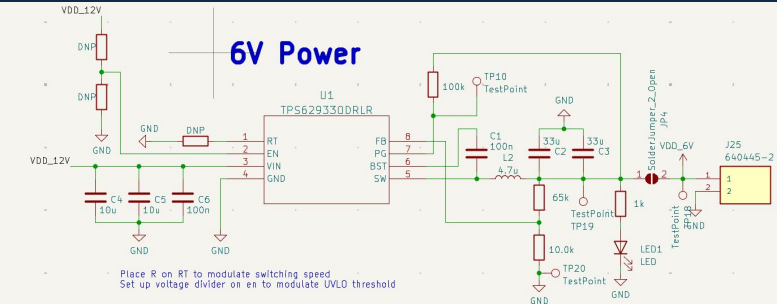 VDD_12V
6V Power
DNP
DNP
GND
U1
TPS629330DRLR
GND
DNP
1 RT
2 EN
3 VIN
4 GND
FB 8
PG 7
BST 6
SW 5
VDD_12V
C4
10u
C5
10u
C6
100n
GND
GND
100k
TP10
TestPoint
C1
100n
L2
4.7u
GND
33u
C2
33u
C3
65k
10.0k
TestPoint
TP19
TP20
TestPoint
GND
1k
LED1
LED
GND
SolderJumper_2_Open
JP4
1 2
VDD_6V
TestPoint
TP18
GND
J25
640445-2
1 1
2 2
Place R on RT to modulate switching speed
Set up voltage divider on en to modulate UVLO threshold